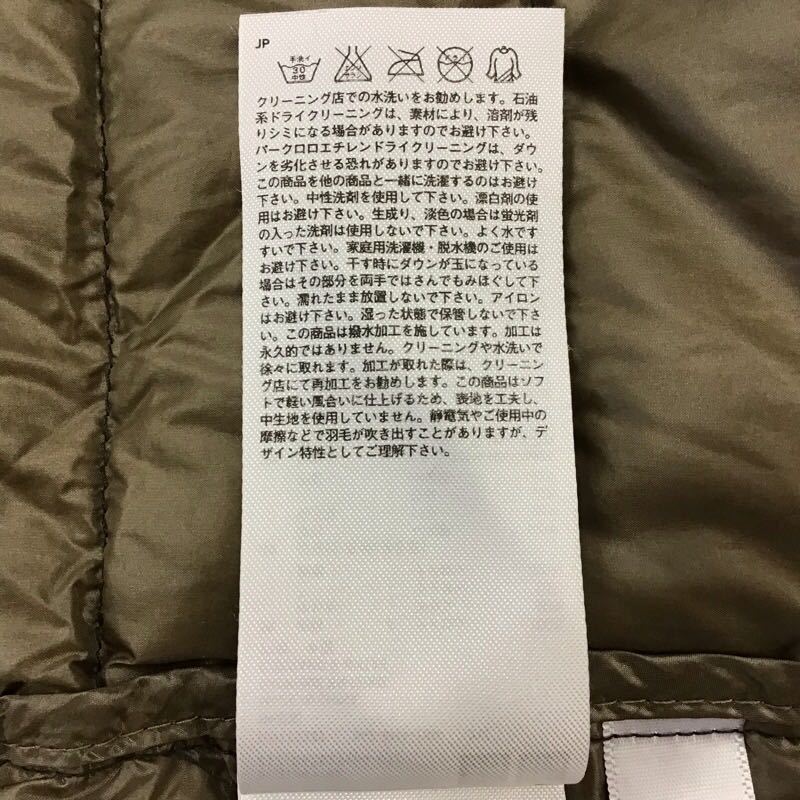 JP
手洗イ
30
中性
クリーニング店での水洗いをお勧めします。石油
系ドライクリーニングは、素材により、溶剤が残
りシミになる場合がありますのでお避け下さい。
パークロロエチレンドライクリーニングは、ダウ
ンを劣化させる恐れがありますのでお避け下さい。
この商品を他の商品と一緒に洗濯するのはお避け
下さい。中性洗剤を使用して下さい。漂白剤の使
用はお避け下さい。生成り、淡色の場合は蛍光剤
の入った洗剤は使用しないで下さい。よく水です
すいで下さい。家庭用洗濯機・脱水機のご使用は
お避け下さい。干す時にダウンが玉になっている
場合はその部分を両手ではさんでもみほぐして下
さい。濡れたまま放置しないで下さい。アイロン
はお避け下さい。湿った状態で保管しないで下さ
い。この商品は撥水加工を施しています。加工は
永久的ではありません。クリーニングや水洗いで
徐々に取れます。加工が取れた際は、クリーニン
グ店にて再加工をお勧めします。この商品はソフ
トで軽い風合いに仕上げるため、表地を工夫し、
中生地を使用していません。静電気やご使用中の
摩擦などで羽毛が吹き出すことがありますが、デ
ザイン特性としてご理解下さい。